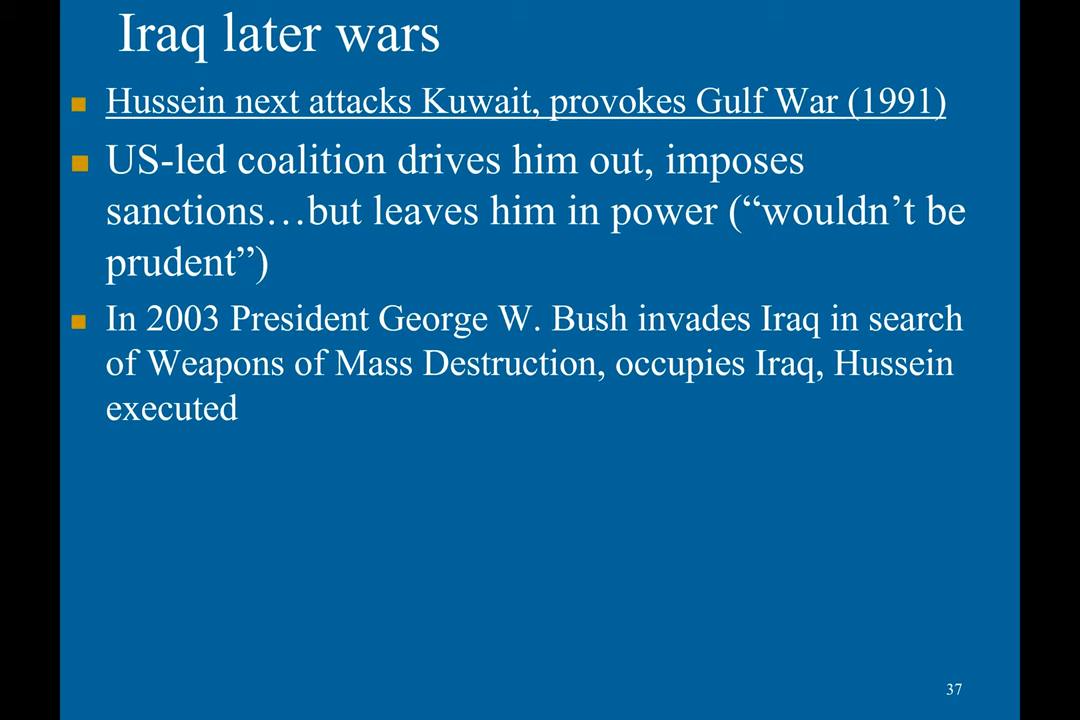 Iraq later wars
Hussein next attacks Kuwait, provokes Gulf War (1991)
US-led coalition drives him out, imposes
sanctions…but leaves him in power (“wouldn’t be
prudent”)
In 2003 President George W. Bush invades Iraq in search
of Weapons of Mass Destruction, occupies Iraq, Hussein
executed
37